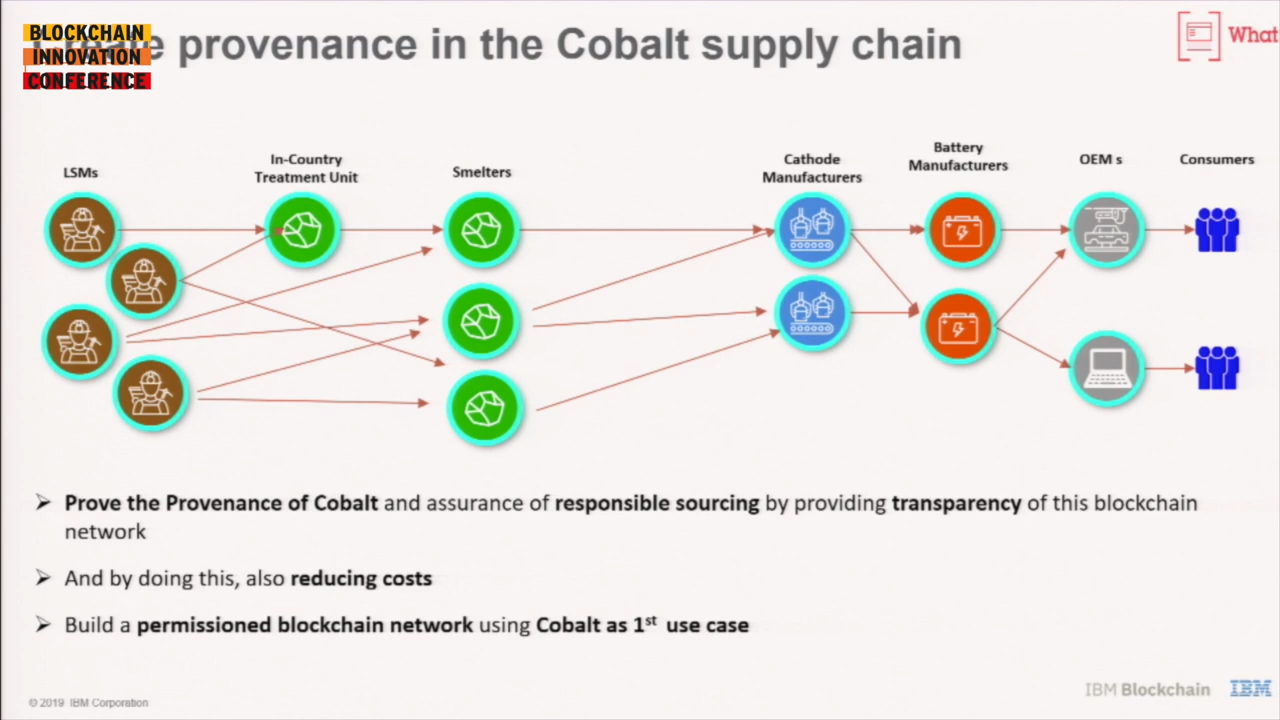 BLOCKCHAIN
INNOVATION
CONFERENCE
Create provenance in the Cobalt supply chain
What
LSMs
In-Country
Treatment Unit
Smelters
Cathode
Manufacturers
Battery
Manufacturers
OEM s
Consumers
➢ Prove the Provenance of Cobalt and assurance of responsible sourcing by providing transparency of this blockchain
network
➢ And by doing this, also reducing costs
➢ Build a permissioned blockchain network using Cobalt as 1st use case
© 2019 IBM Corporation
IBM Blockchain
IBM